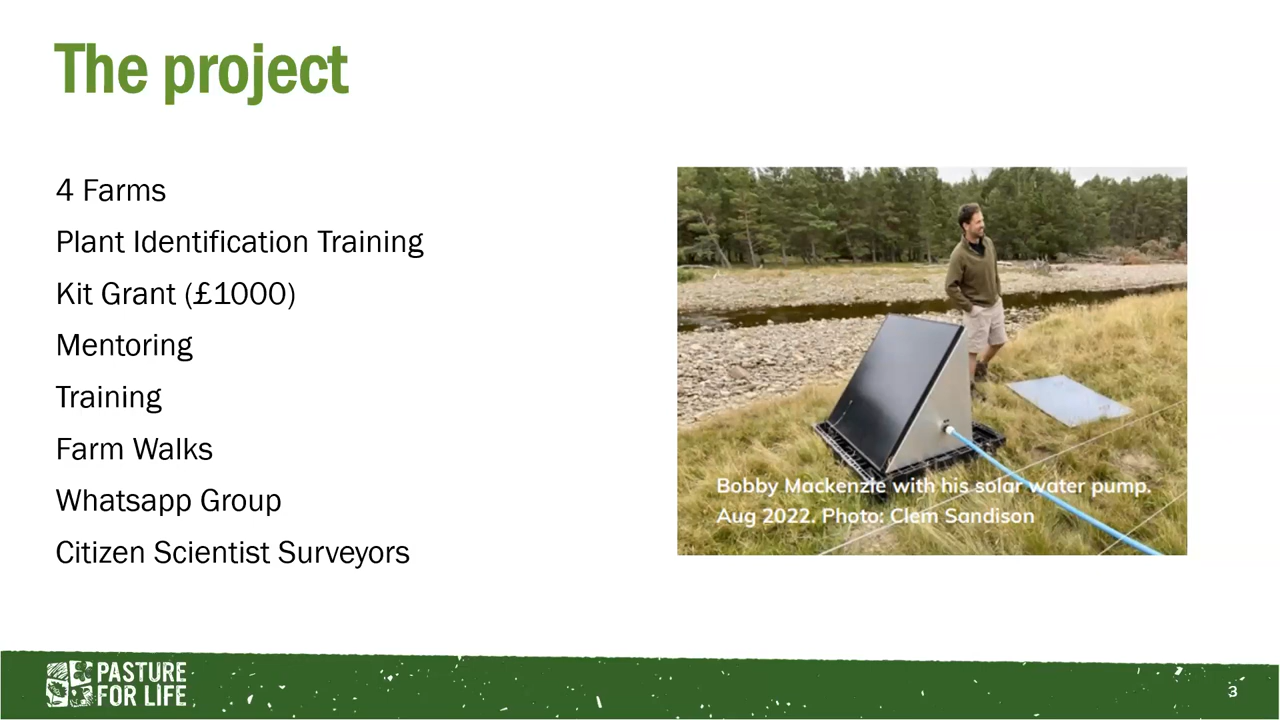 The project
4 Farms
Plant Identification Training
Kit Grant (£1000)
Mentoring
Training
Farm Walks
Whatsapp Group
Citizen Scientist Surveyors
Bobby Mackenzie with his solar water pump.
Aug 2022. Photo: Clem Sandison
PASTURE
FOR LIFE
3